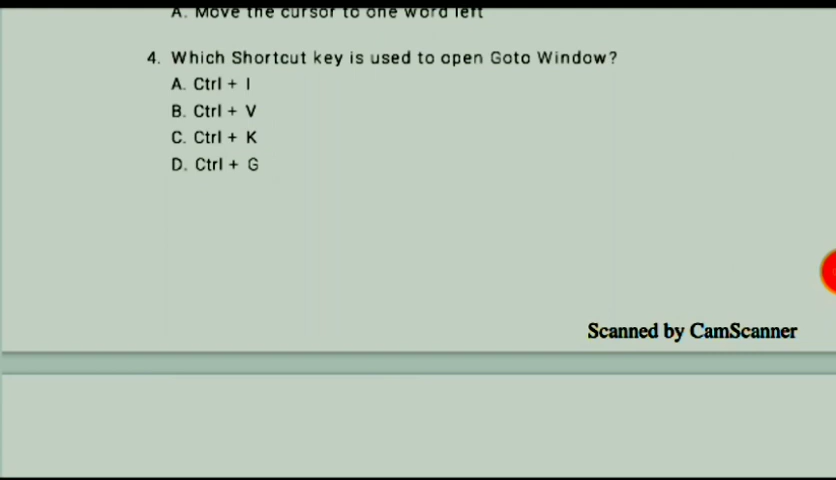 A. Move the cursor to one word left
4. Which Shortcut key is used to open Goto Window?
A. Ctrl + I
B. Ctrl + V
C. Ctrl + K
D. Ctrl + G
Scanned by CamScanner